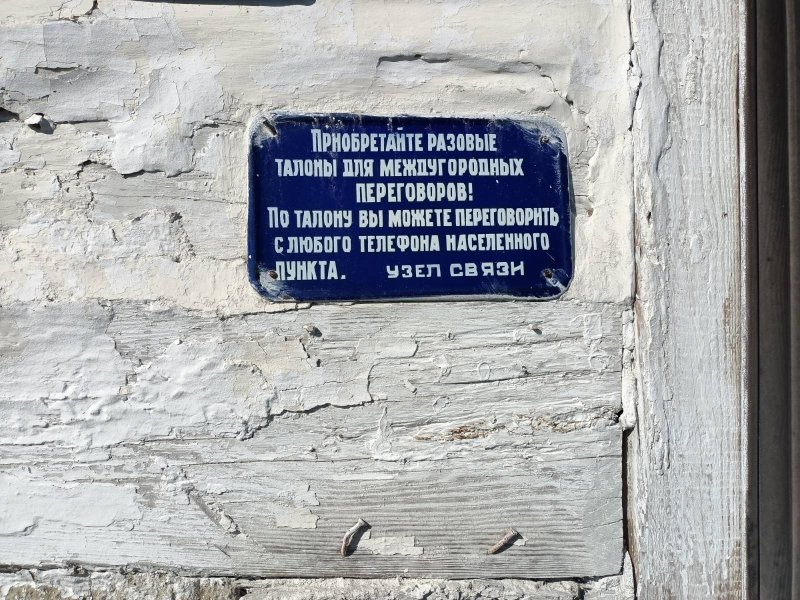 Приобретайте разовые
талоны для междугородных
переговоров!
По талону вы можете переговорить
с любого телефона населенного
пункта. узел связи